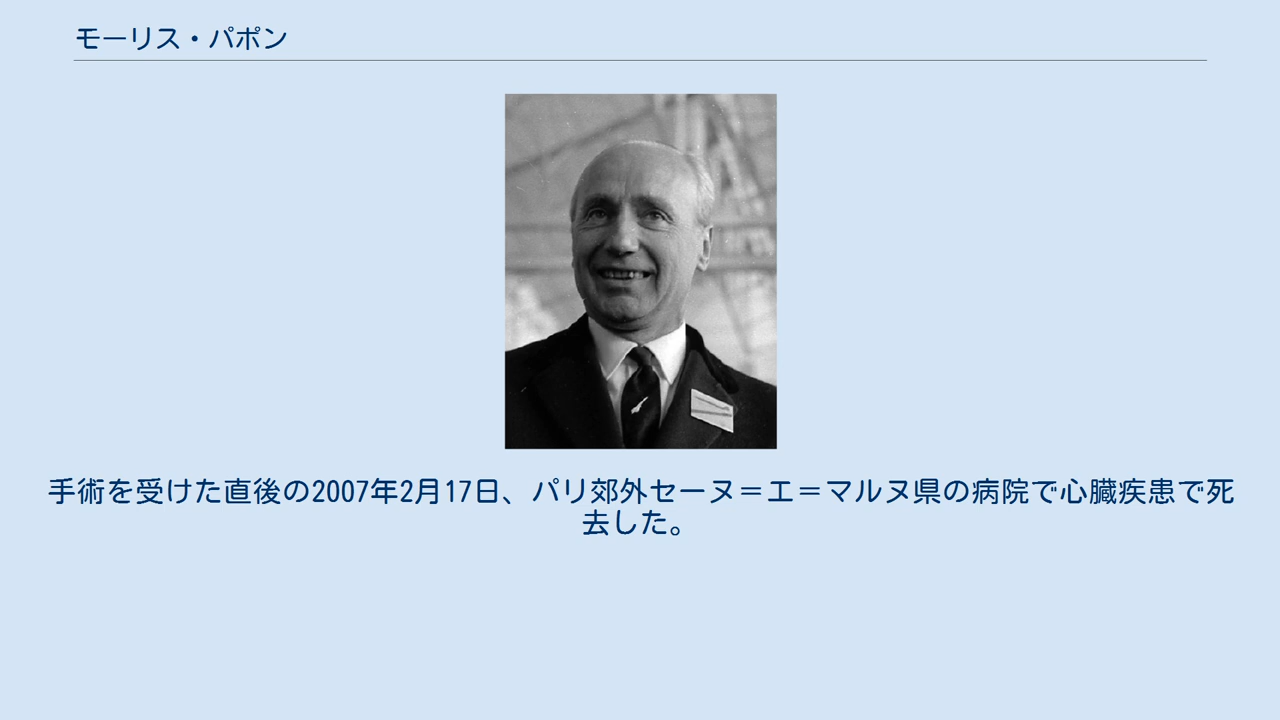 モーリス・パポン
手術を受けた直後の2007年2月17日、パリ郊外セーヌ＝エ＝マルヌ県の病院で心臓疾患で死
去した。